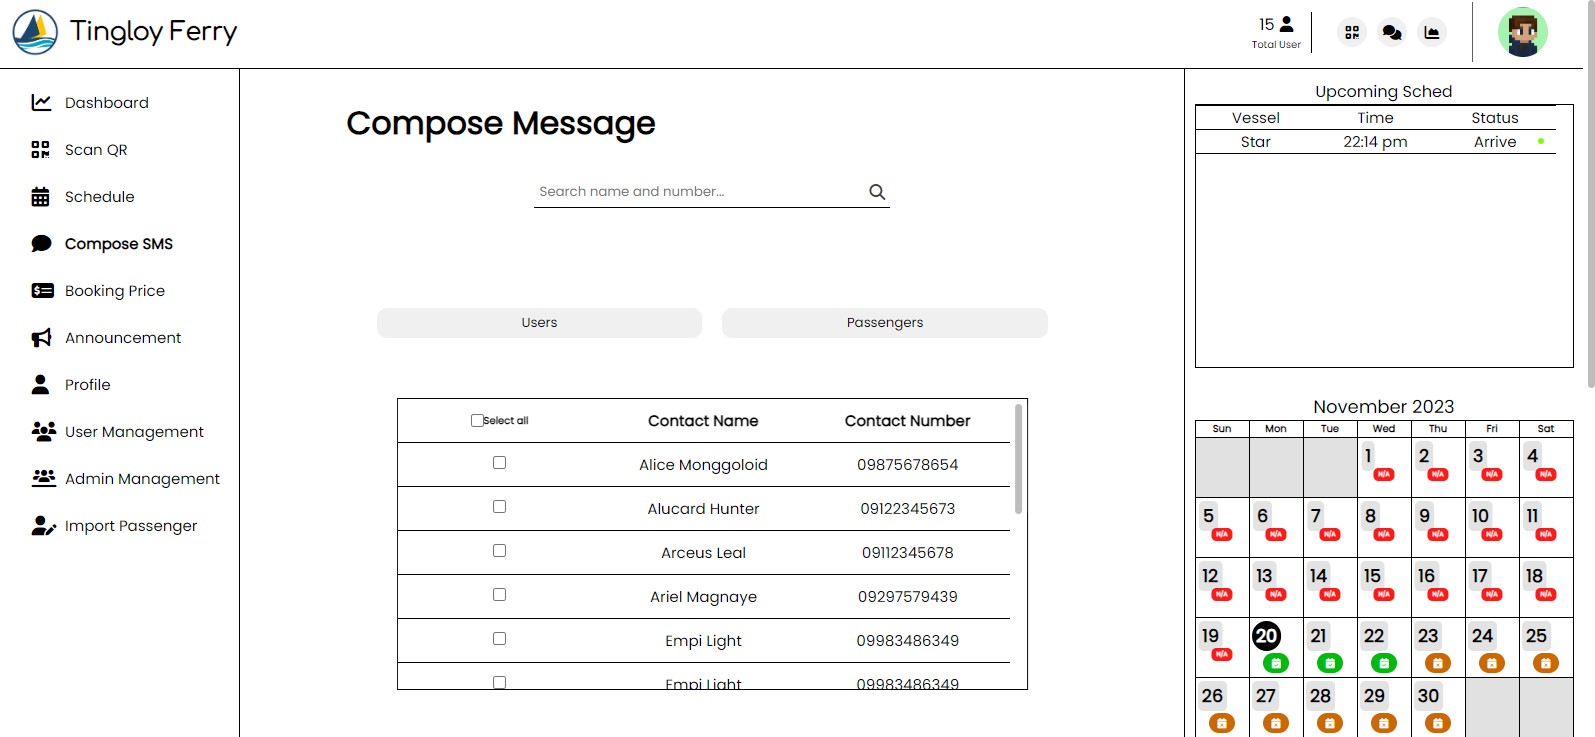 Tingloy Ferry
15
Total User
Dashboard
Scan QR
Schedule
Compose SMS
Booking Price
Announcement
Profile
User Management
Admin Management
Import Passenger
Compose Message
Search name and number...
Users
Passengers
Select all Contact Name Contact Number
Alice Monggoloid 09875678654
Alucard Hunter 09122345673
Arceus Leal 09112345678
Ariel Magnaye 09297579439
Empi Light 09983486349
Empi Light 09983486349
Upcoming Sched
Vessel Time Status
Star 22:14 pm Arrive
November 2023
Sun Mon Tue Wed Thu Fri Sat
1 2 3 4
N/A N/A N/A N/A
5 6 7 8 9 10 11
N/A N/A N/A N/A N/A N/A N/A
12 13 14 15 16 17 18
N/A N/A N/A N/A N/A N/A N/A
19 20 21 22 23 24 25
N/A
26 27 28 29 30